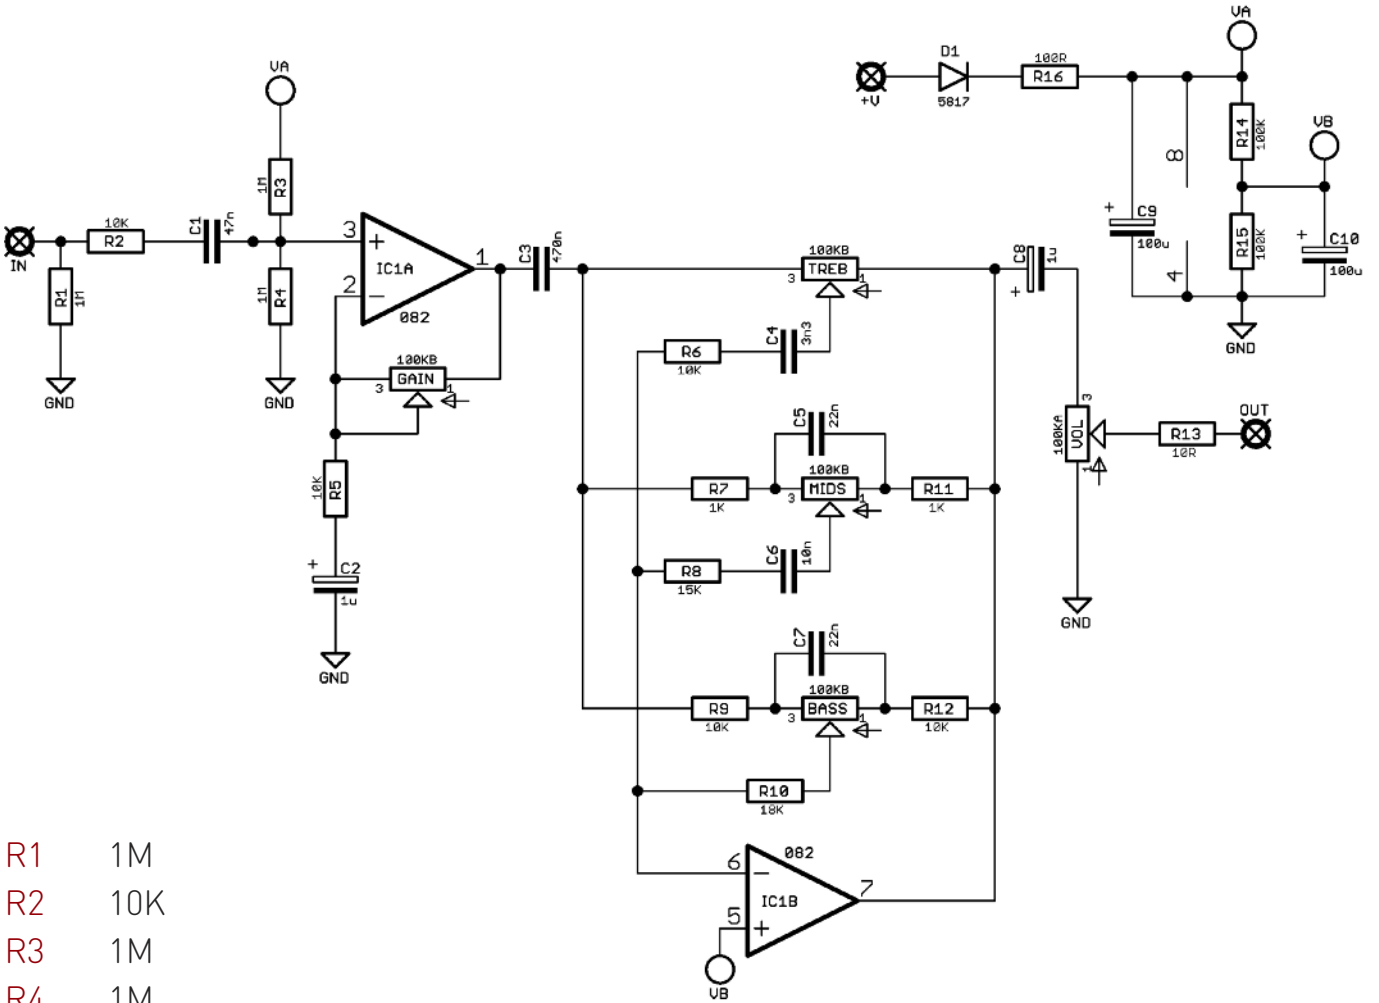 VA
D1
5817
+V
100R
R16
VA
R14
100K
VB
8
4
+
C9
100u
R15
100K
+
C10
100u
GND
VA
1M
R3
IN
10K
R2
C1
47n
R1
1M
GND
1M
R4
GND
3
+
2
−
IC1A
082
1
C3
470n
100KB
GAIN
3
1
10K
R5
+
C2
1u
GND
100KB
TREB
3
1
C4
3n3
R6
10K
C5
22n
100KB
MIDS
3
1
R7
1K
R11
1K
C6
10n
R8
15K
C7
22n
100KB
BASS
3
1
R9
10K
R12
10K
R10
18K
C8
1u
+
3
100KA
VOL
1
GND
R13
10R
OUT
6
−
5
+
IC1B
082
7
VB
R1 1M
R2 10K
R3 1M
R4 1M